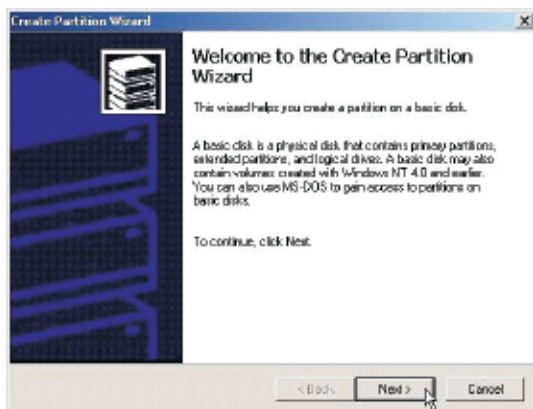 Create Partition Wizard
Welcome to the Create Partition
Wizard
This wizard helps you create a partition on a basic disk.
A basic disk is a physical disk that contains primary partitions,
extended partitions, and logical drives. A basic disk may also
contain volumes created with Windows NT 4.0 and earlier.
You can also use MS-DOS to gain access to partitions on
basic disks.
To continue, click Next.
< Back Next > Cancel